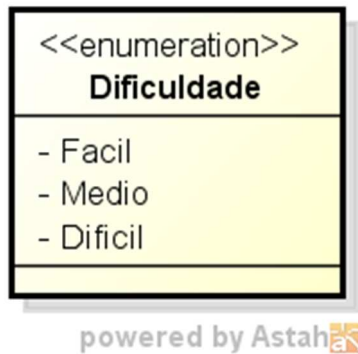 <<enumeration>>
Dificuldade
- Facil
- Medio
- Dificil
powered by Astah